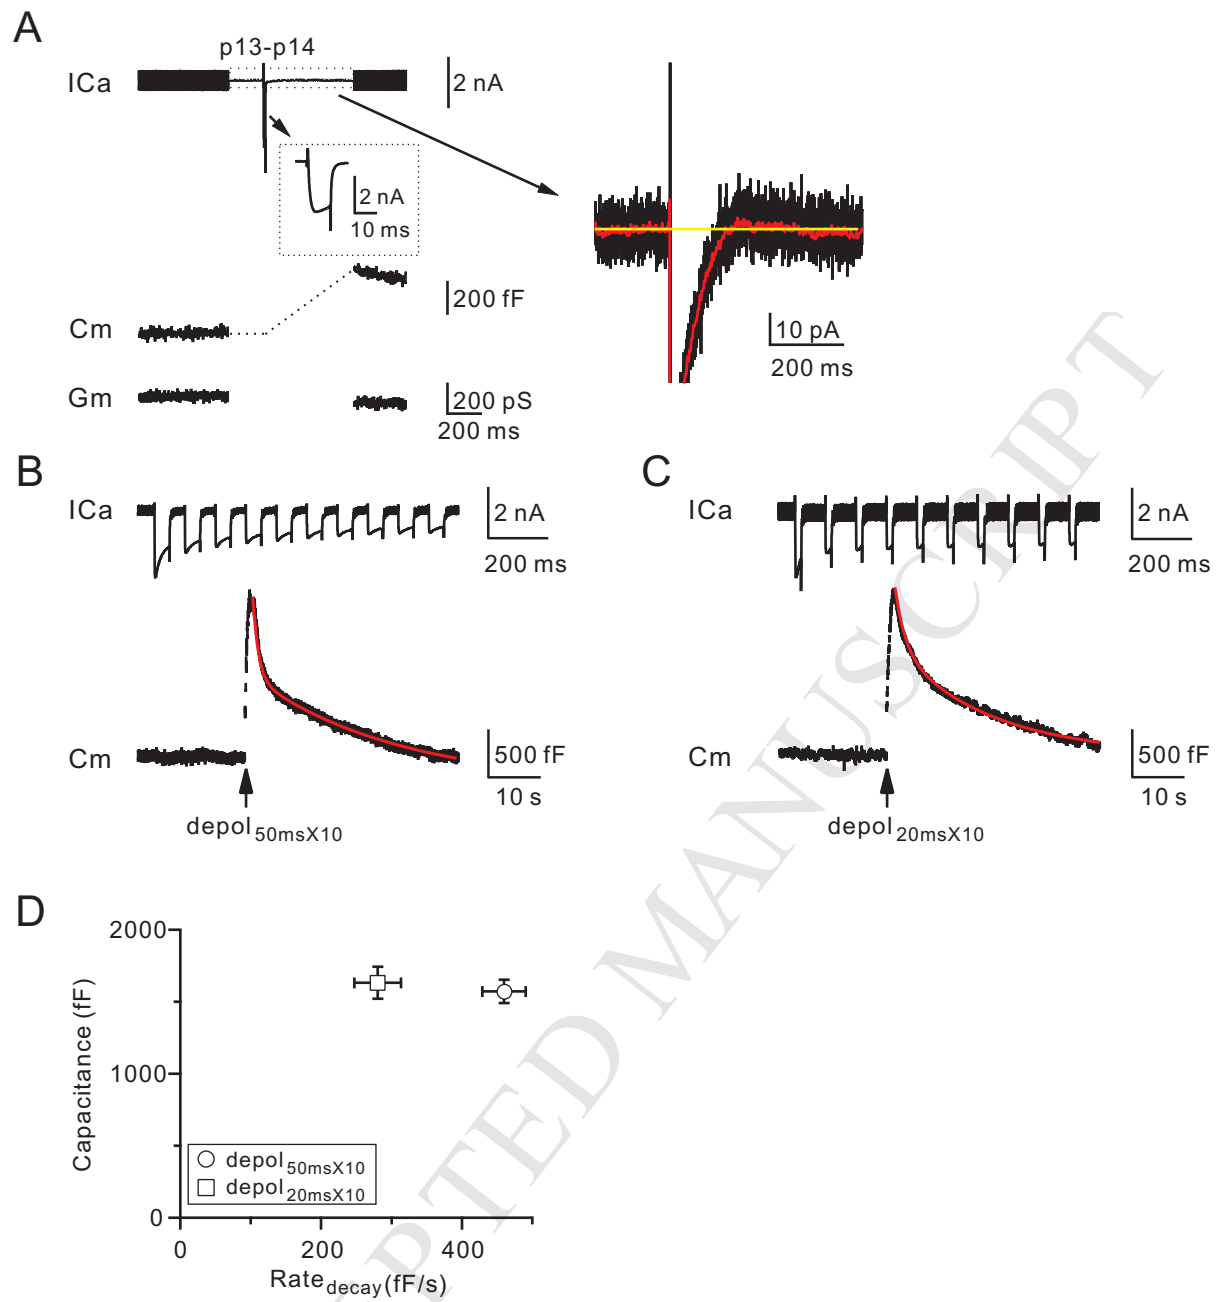 A
p13-p14
ICa
2 nA
2 nA
10 ms
200 fF
Cm
10 pA
200 ms
Gm
200 pS
200 ms
B
ICa
2 nA
200 ms
500 fF
Cm
10 s
depol50msX10
C
ICa
2 nA
200 ms
500 fF
Cm
10 s
depol20msX10
D
2000
1000
0
Capacitance (fF)
depol50msX10
depol20msX10
0
200
400
Ratedecay(fF/s)
PTED MANUSCRIPT